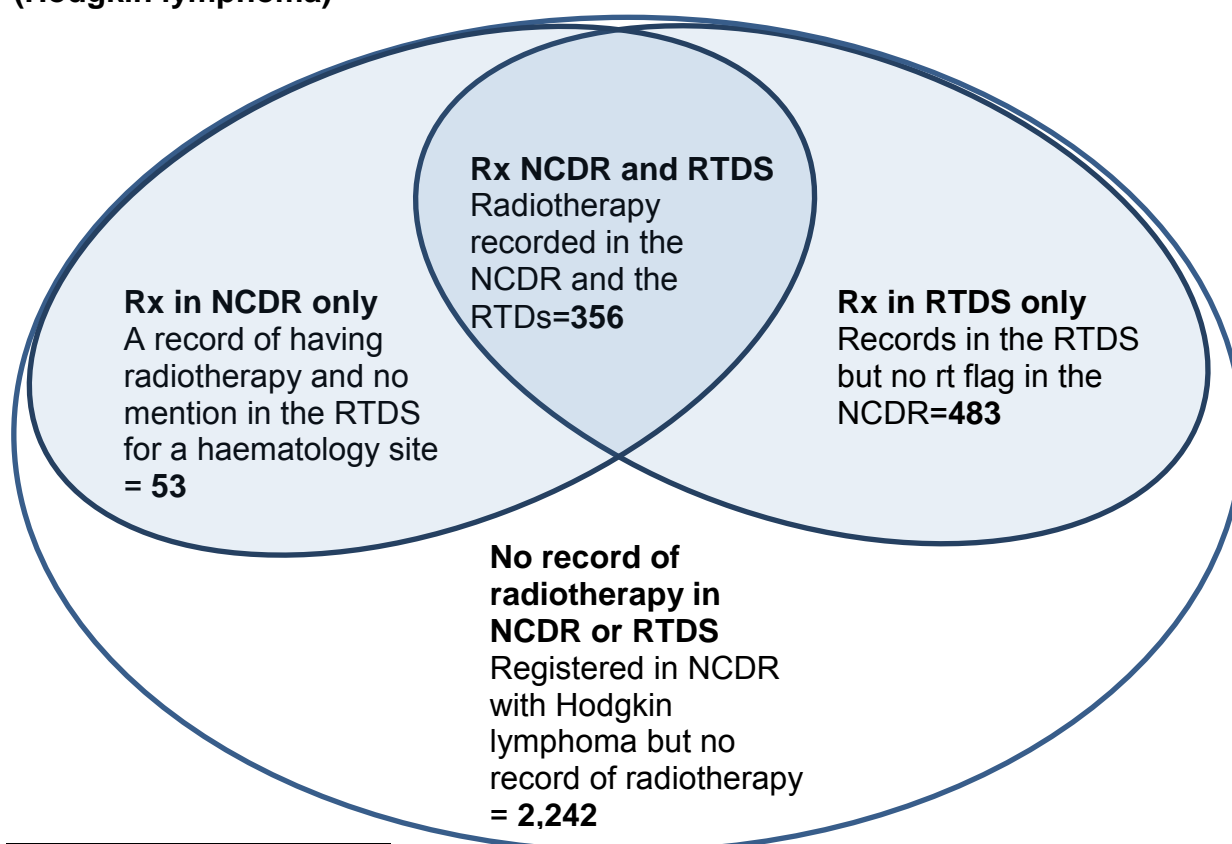 (Hodgkin lymphoma)
Rx NCDR and RTDS
Radiotherapy
recorded in the
NCDR and the
RTDs=356
Rx in NCDR only
A record of having
radiotherapy and no
mention in the RTDS
for a haematology site
= 53
Rx in RTDS only
Records in the RTDS
but no rt flag in the
NCDR=483
No record of
radiotherapy in
NCDR or RTDS
Registered in NCDR
with Hodgkin
lymphoma but no
record of radiotherapy
= 2,242